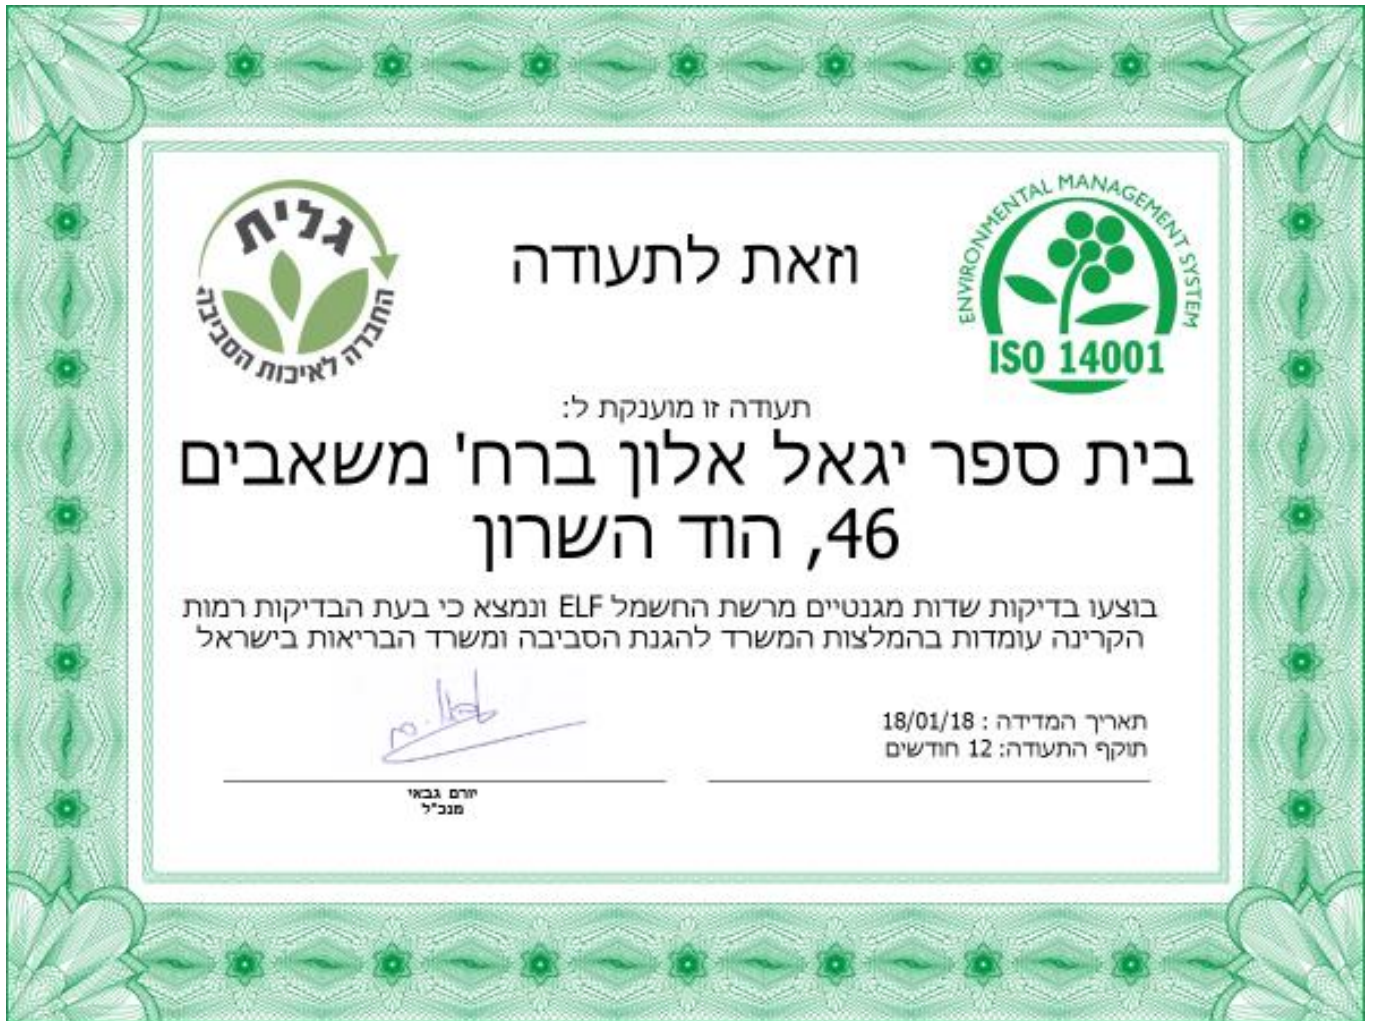 גלית
החברה לאיכות הסביבה
וזאת לתעודה
ENVIRONMENTAL MANAGEMENT SYSTEM
ISO 14001
תעודה זו מוענקת ל:
בית ספר יגאל אלון ברח' משאבים
46, הוד השרון
בוצעו בדיקות שדות מגנטיים מרשת החשמל ELF ונמצא כי בעת הבדיקות רמות
הקרינה עומדות בהמלצות המשרד להגנת הסביבה ומשרד הבריאות בישראל
תאריך המדידה : 18/01/18
תוקף התעודה: 12 חודשים
יורם גבאי
מנכ"ל